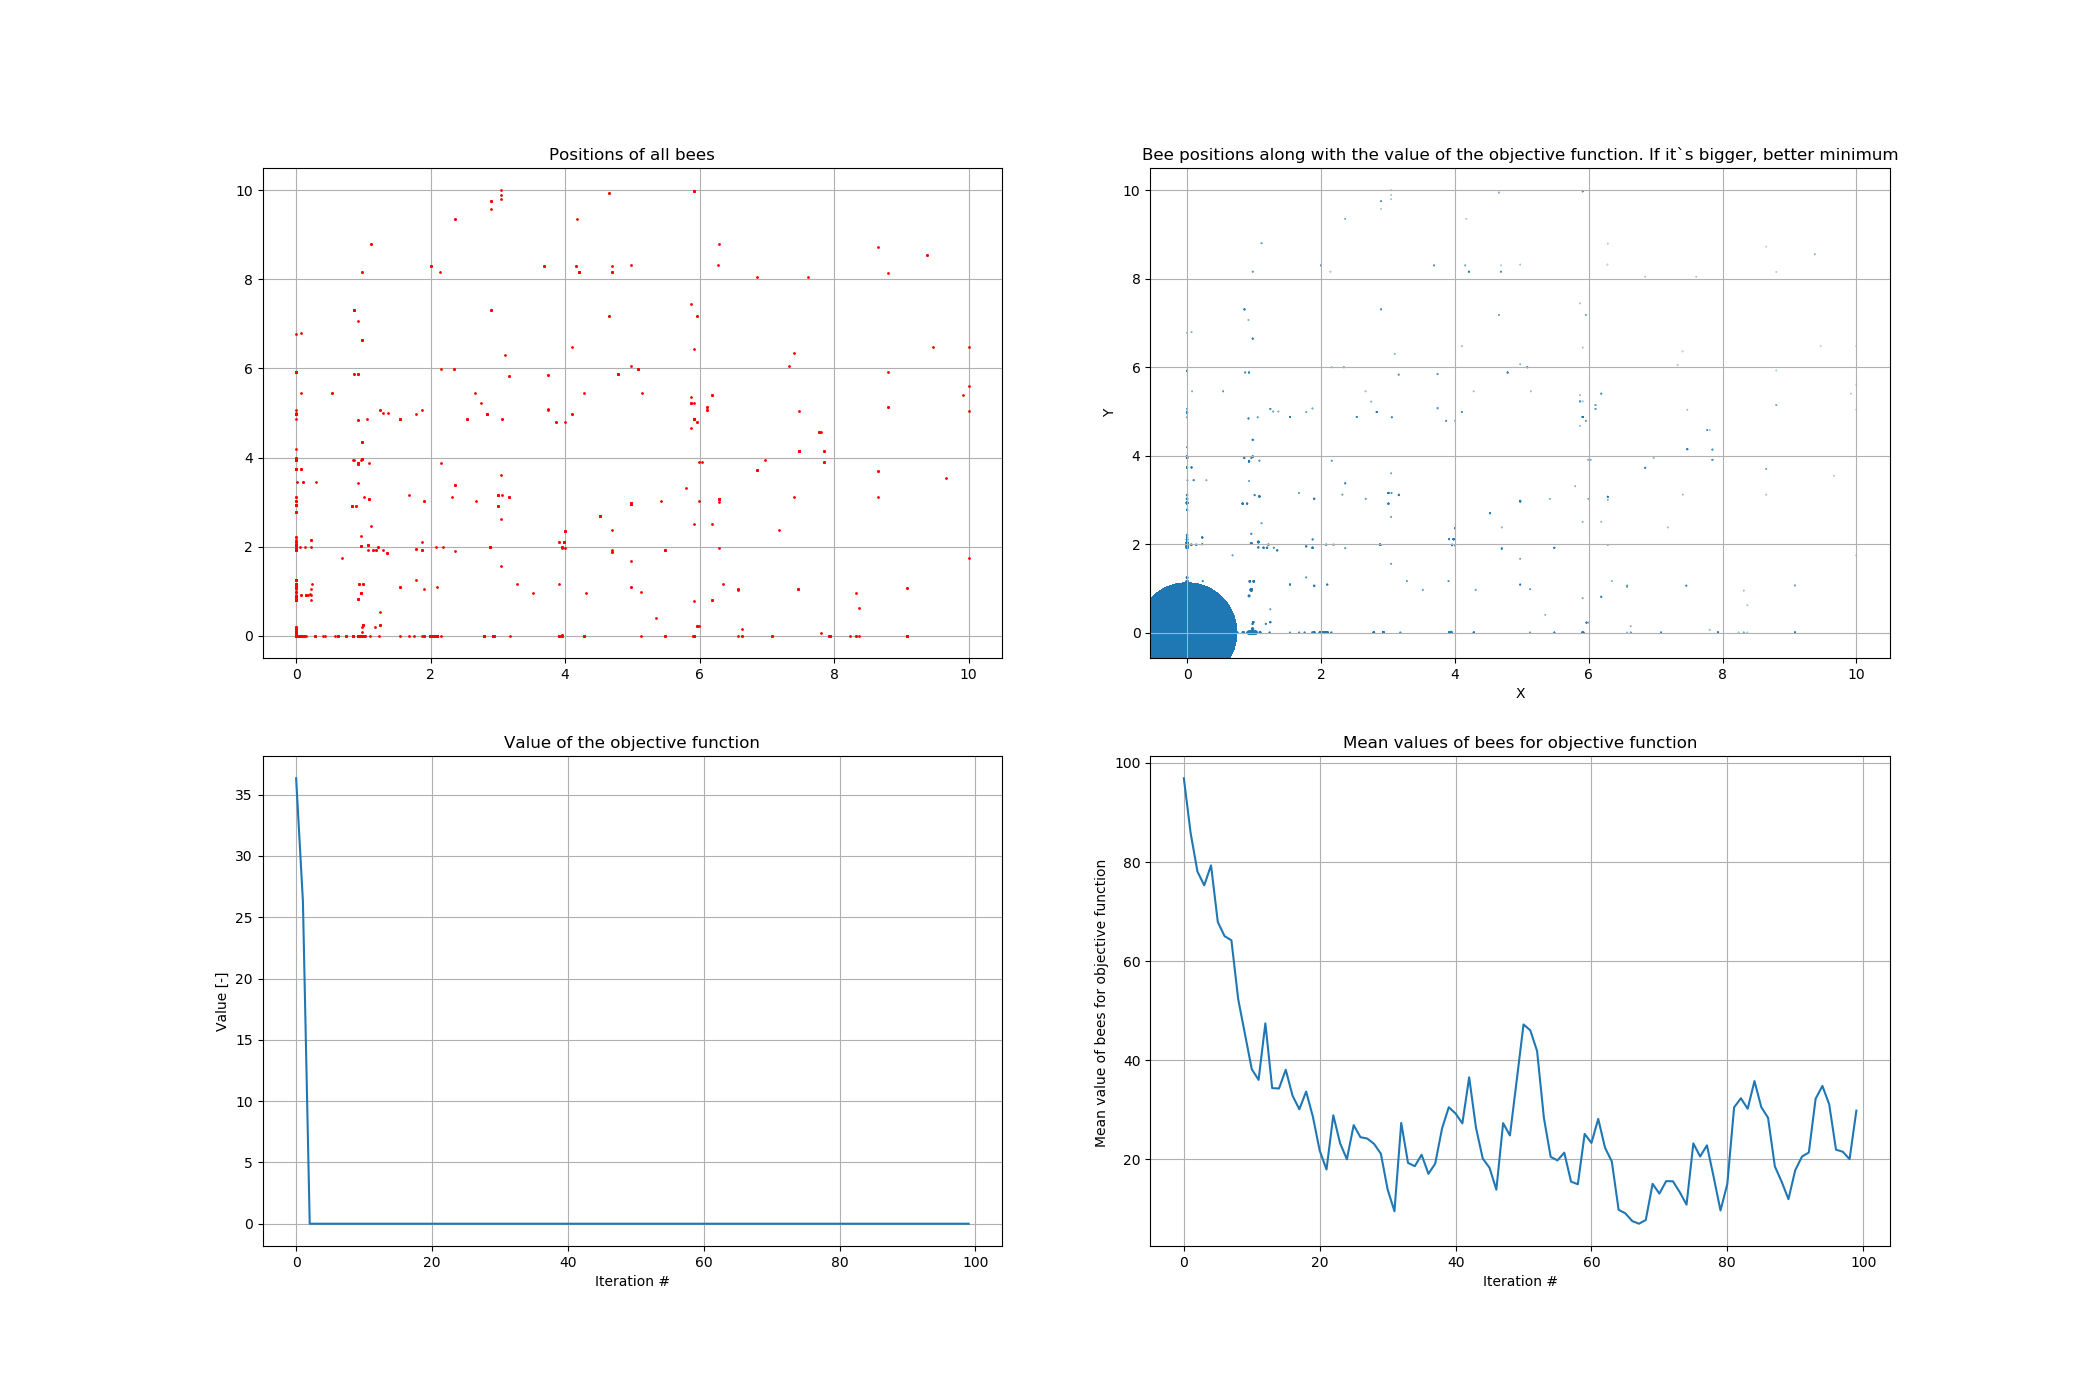 Positions of all bees
10
8
6
4
2
0
0 2 4 6 8 10
Bee positions along with the value of the objective function. If it`s bigger, better minimum
10
8
6
4
2
0
Y
0 2 4 6 8 10
X
Value of the objective function
35
30
25
20
15
10
5
0
Value [-]
0 20 40 60 80 100
Iteration #
Mean values of bees for objective function
100
80
60
40
20
Mean value of bees for objective function
0 20 40 60 80 100
Iteration #